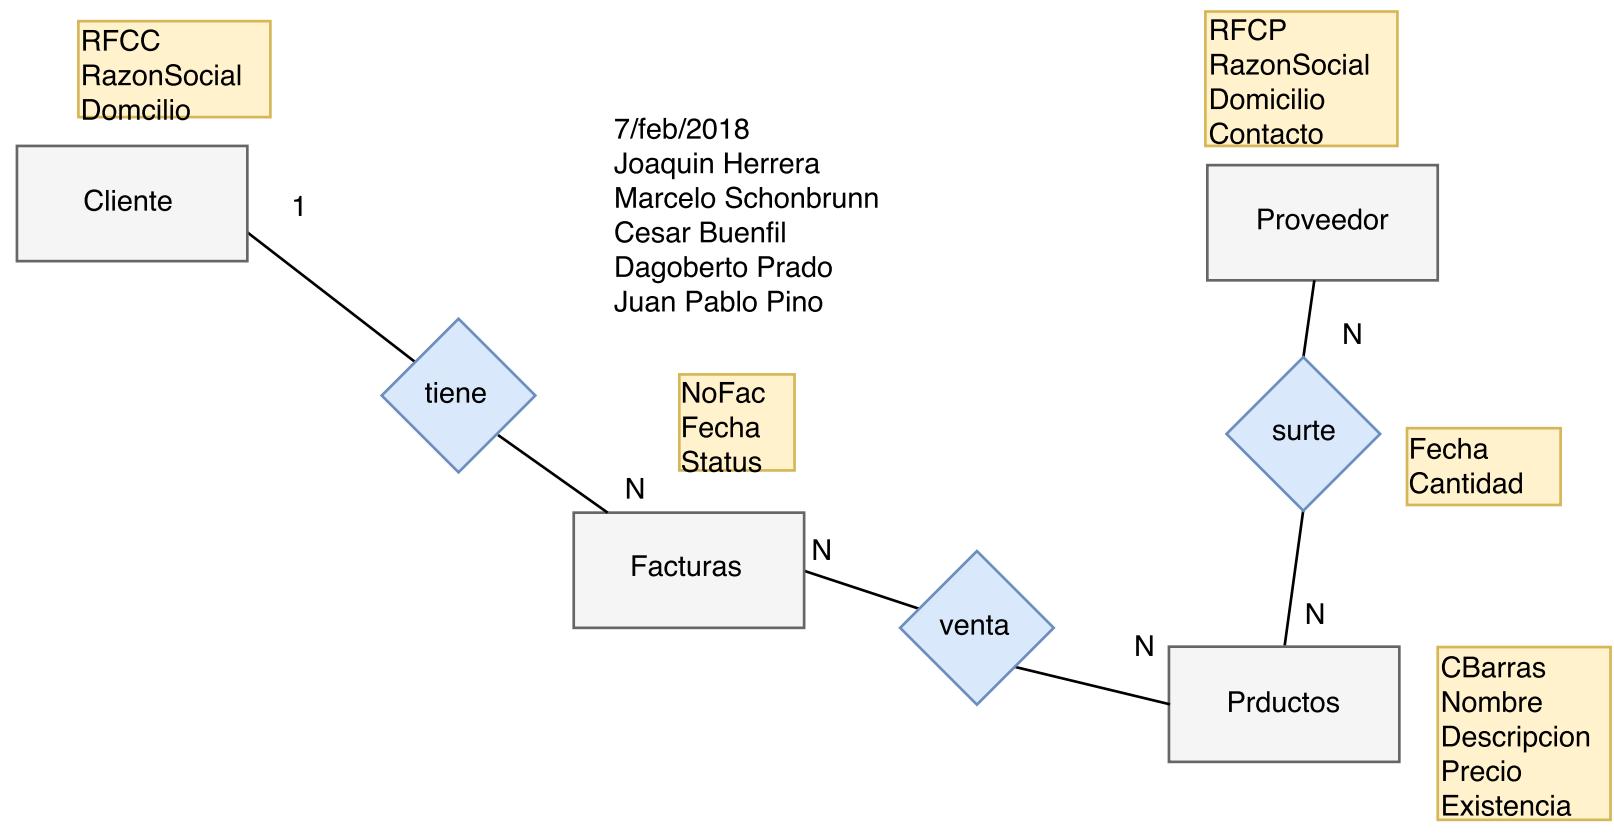 RFCC
RazonSocial
Domcilio
Cliente
1
tiene
7/feb/2018
Joaquin Herrera
Marcelo Schonbrunn
Cesar Buenfil
Dagoberto Prado
Juan Pablo Pino
NoFac
Fecha
Status
N
Facturas
N
venta
N
RFCP
RazonSocial
Domicilio
Contacto
Proveedor
N
surte
Fecha
Cantidad
N
Prductos
CBarras
Nombre
Descripcion
Precio
Existencia